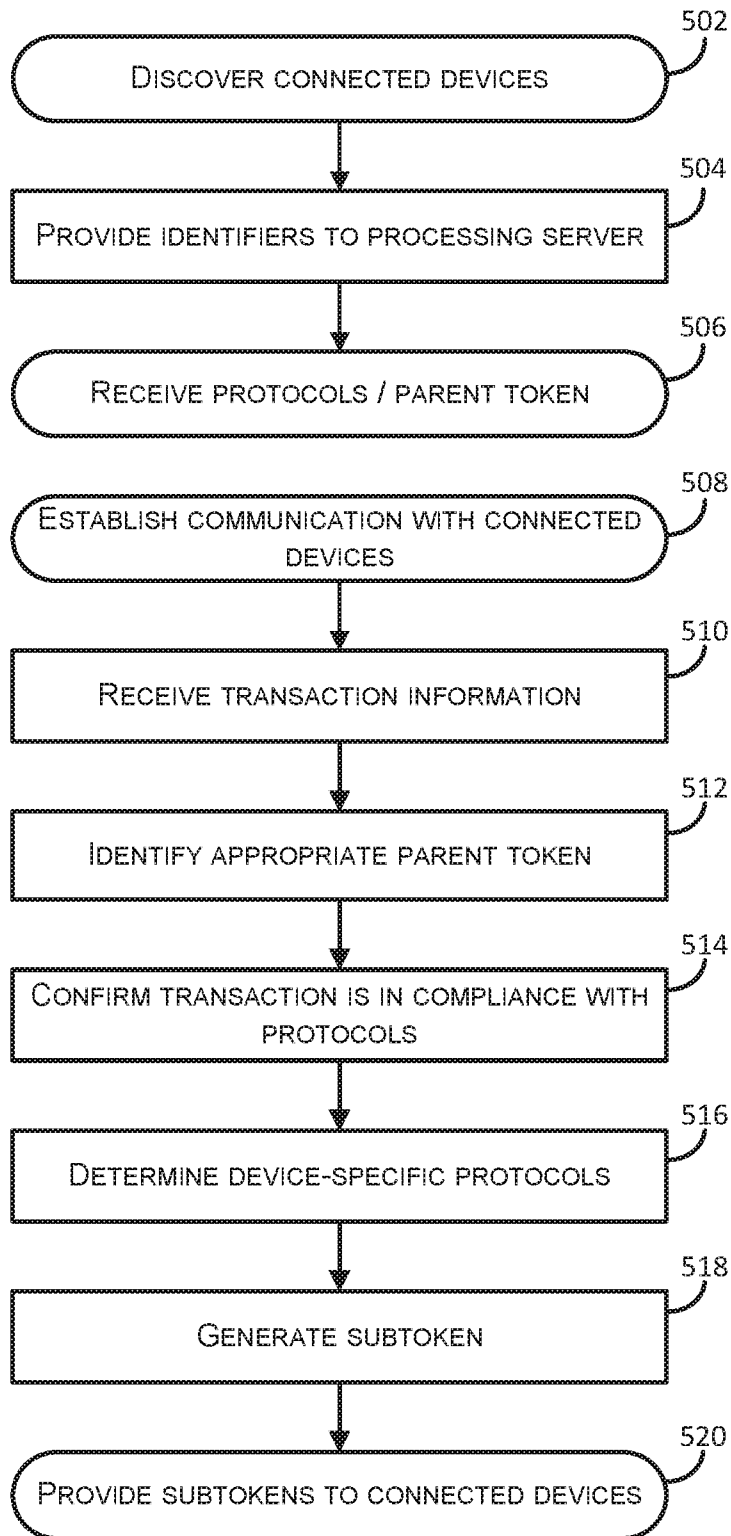 502
DISCOVER CONNECTED DEVICES
504
PROVIDE IDENTIFIERS TO PROCESSING SERVER
506
RECEIVE PROTOCOLS / PARENT TOKEN
508
ESTABLISH COMMUNICATION WITH CONNECTED
DEVICES
510
RECEIVE TRANSACTION INFORMATION
512
IDENTIFY APPROPRIATE PARENT TOKEN
514
CONFIRM TRANSACTION IS IN COMPLIANCE WITH
PROTOCOLS
516
DETERMINE DEVICE-SPECIFIC PROTOCOLS
518
GENERATE SUBTOKEN
520
PROVIDE SUBTOKENS TO CONNECTED DEVICES